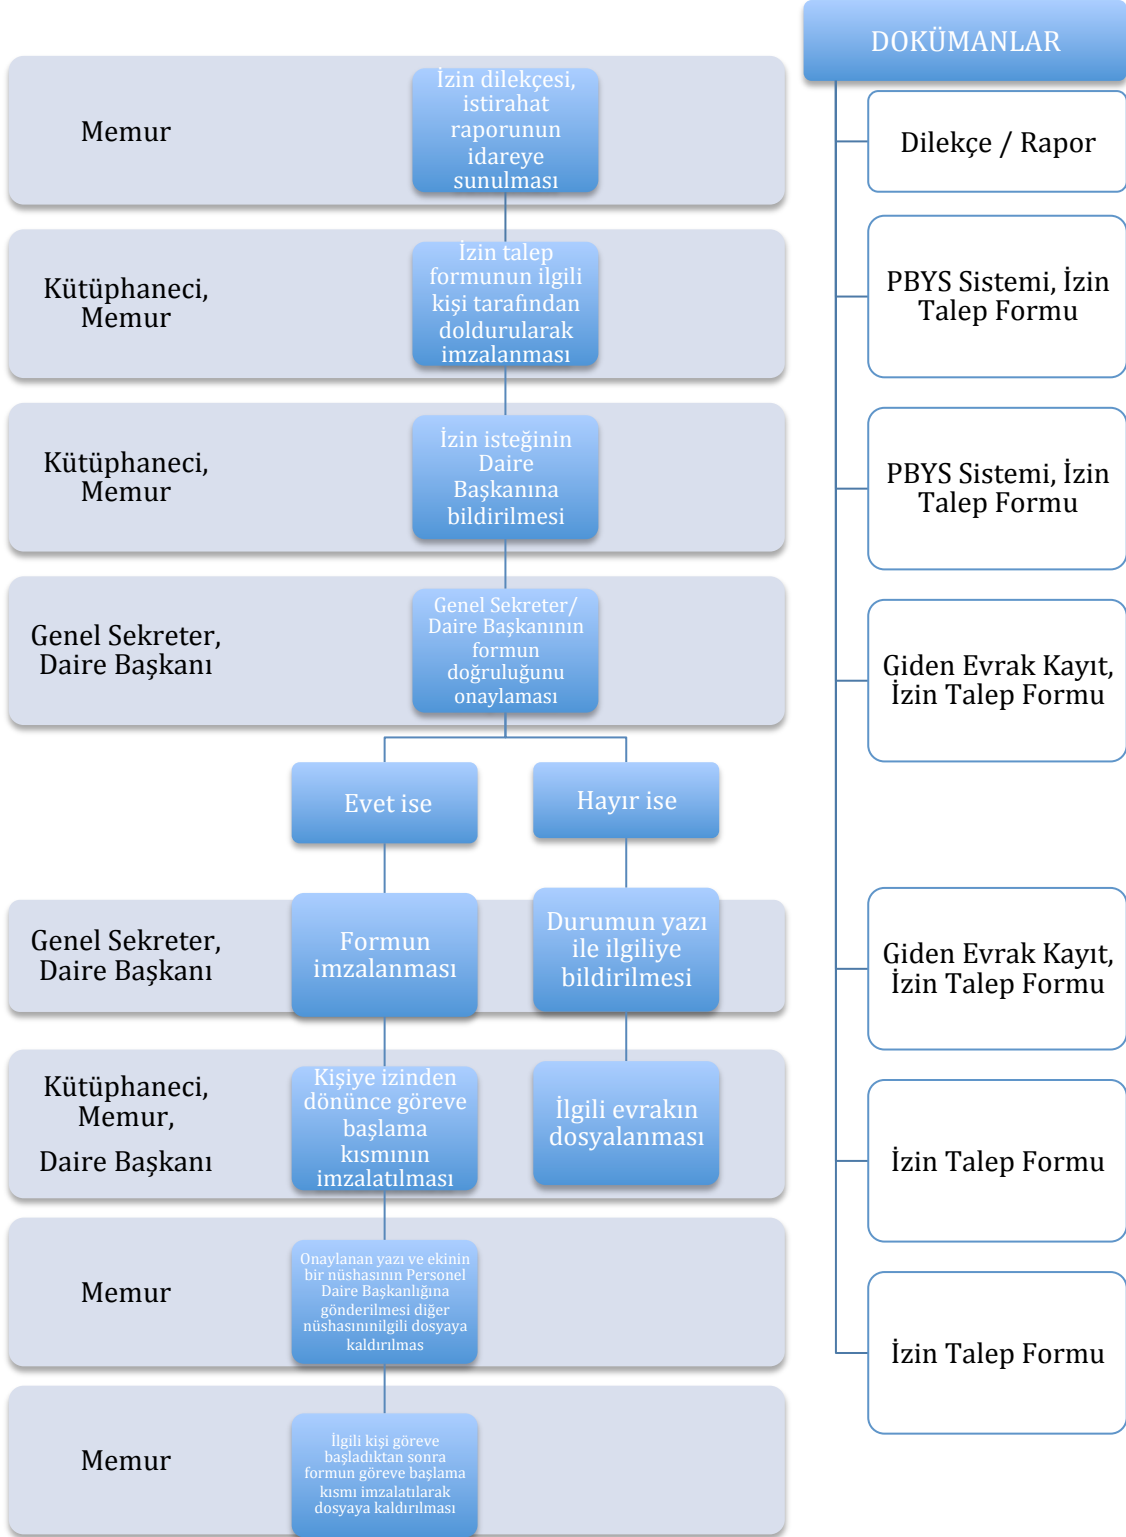 DOKÜMANLAR
Memur
İzin dilekçesi,
istirahat
raporunun
idareye
sunulması
Dilekçe / Rapor
Kütüphaneci,
Memur
İzin talep
formunun ilgili
kişi tarafından
doldurularak
imzalanması
PBYS Sistemi, İzin
Talep Formu
Kütüphaneci,
Memur
İzin isteğinin
Daire
Başkanına
bildirilmesi
PBYS Sistemi, İzin
Talep Formu
Genel Sekreter,
Daire Başkanı
Genel Sekreter/
Daire Başkanının
formun
doğruluğunu
onaylaması
Giden Evrak Kayıt,
İzin Talep Formu
Evet ise
Hayır ise
Genel Sekreter,
Daire Başkanı
Formun
imzalanması
Durumun yazı
ile ilgiliye
bildirilmesi
Giden Evrak Kayıt,
İzin Talep Formu
Kütüphaneci,
Memur,
Daire Başkanı
Kişiye izinden
dönünce göreve
başlama
kısmının
imzalatılması
İlgili evrakın
dosyalanması
İzin Talep Formu
Memur
Onaylanan yazı ve ekinin
bir nüshasının Personel
Daire Başkanlığına
gönderilmesi diğer
nüshasınınilgili dosyaya
kaldırılmas
İzin Talep Formu
Memur
İlgili kişi göreve
başladıktan sonra
formun göreve başlama
kısmı imzalatılarak
dosyaya kaldırılması